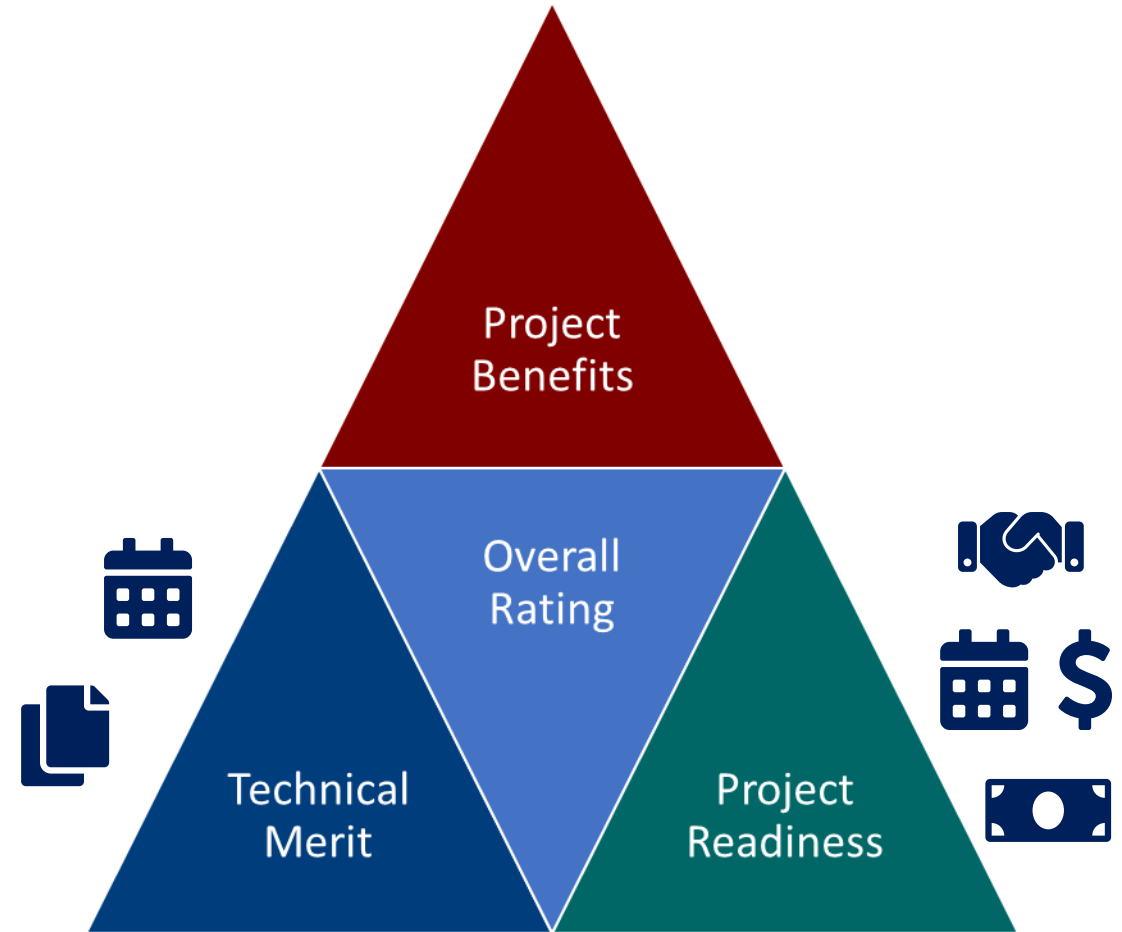 Project
Benefits
Overall
Rating
Technical
Merit
Project
Readiness
$